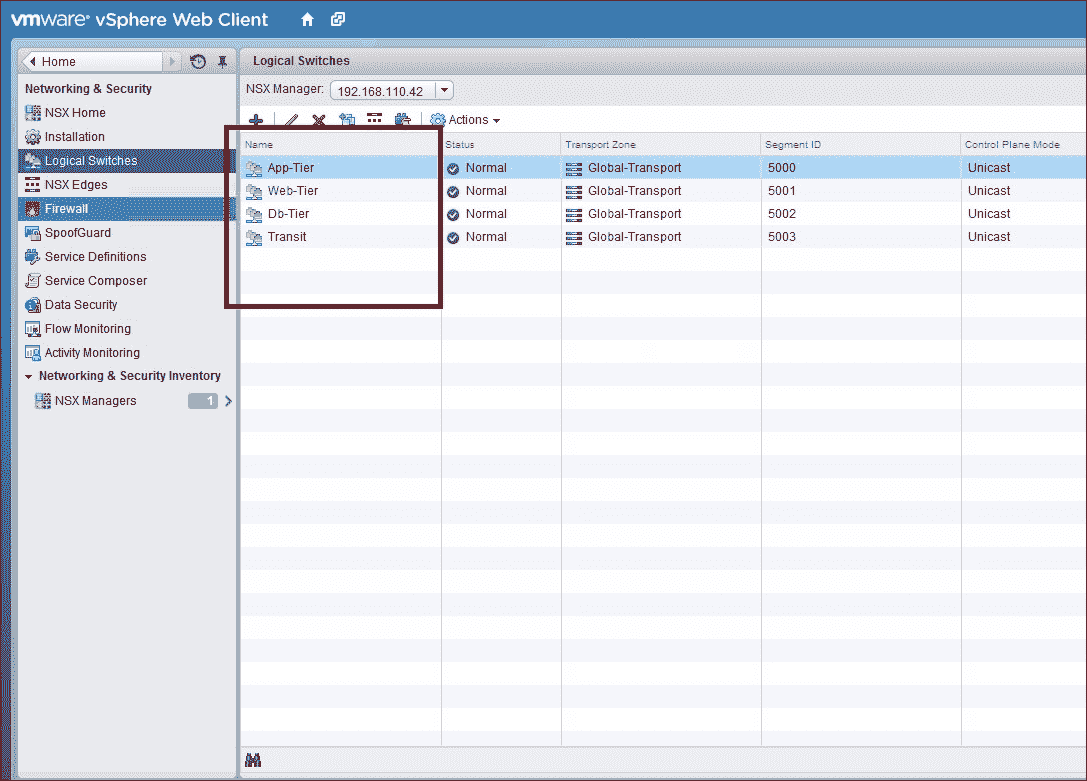 vmware® vSphere Web Client
Home
Networking & Security
NSX Home
Installation
Logical Switches
NSX Edges
Firewall
SpoofGuard
Service Definitions
Service Composer
Data Security
Flow Monitoring
Activity Monitoring
Networking & Security Inventory
NSX Managers 1
Logical Switches
NSX Manager: 192.168.110.42
Actions
Name Status Transport Zone Segment ID Control Plane Mode
App-Tier Normal Global-Transport 5000 Unicast
Web-Tier Normal Global-Transport 5001 Unicast
Db-Tier Normal Global-Transport 5002 Unicast
Transit Normal Global-Transport 5003 Unicast